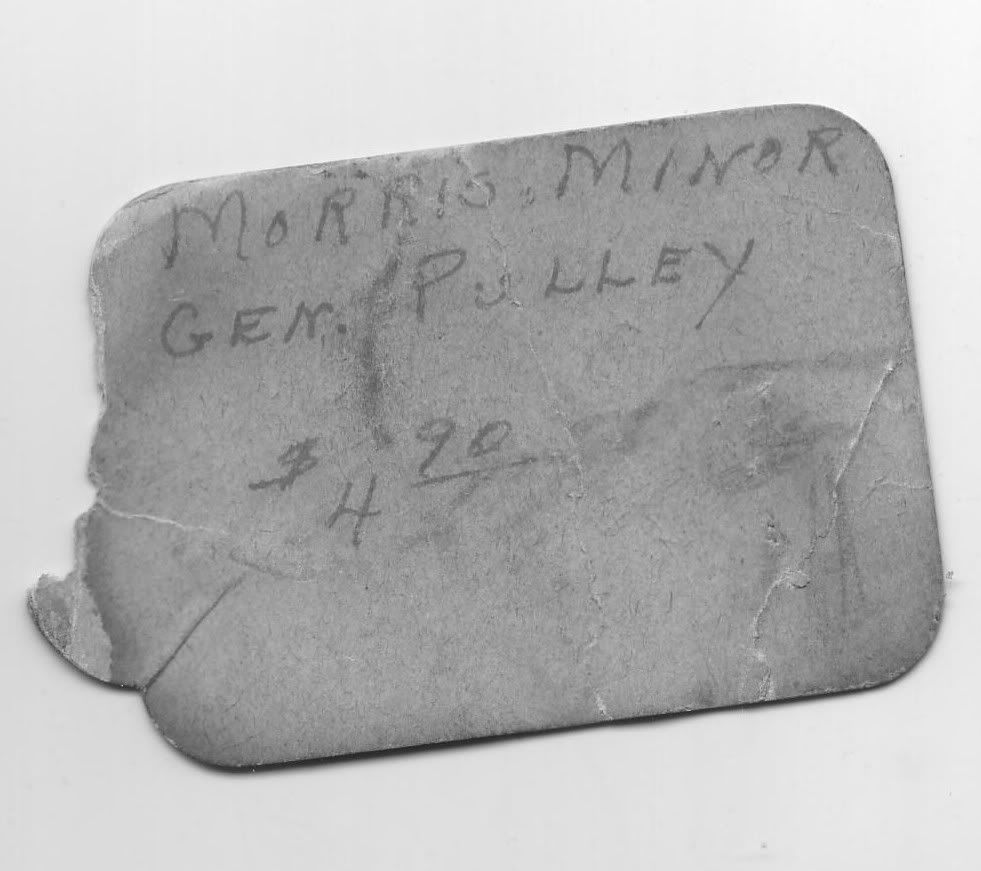 MORRIS. MINOR
GEN. PULLEY
$4 90